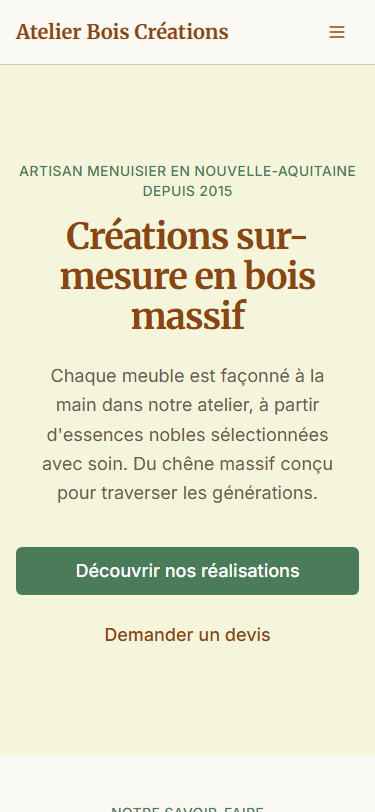 Atelier Bois Créations
ARTISAN MENUISIER EN NOUVELLE-AQUITAINE
DEPUIS 2015
Créations sur-
mesure en bois
massif
Chaque meuble est façonné à la
main dans notre atelier, à partir
d'essences nobles sélectionnées
avec soin. Du chêne massif conçu
pour traverser les générations.
Découvrir nos réalisations
Demander un devis
NOTRE SAVOIR-FAIRE